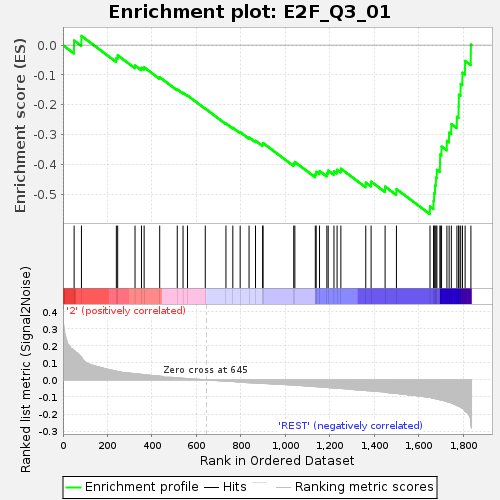 Enrichment plot: E2F_Q3_01
Enrichment score (ES)
0.0
-0.1
-0.2
-0.3
-0.4
-0.5
Ranked list metric (Signal2Noise)
0.4
0.3
0.2
0.1
0.0
-0.1
-0.2
-0.3
'2' (positively correlated)
Zero cross at 645
'REST' (negatively correlated)
0
200
400
600
800
1,000
1,200
1,400
1,600
1,800
Rank in Ordered Dataset
Enrichment profile
Hits
Ranking metric scores